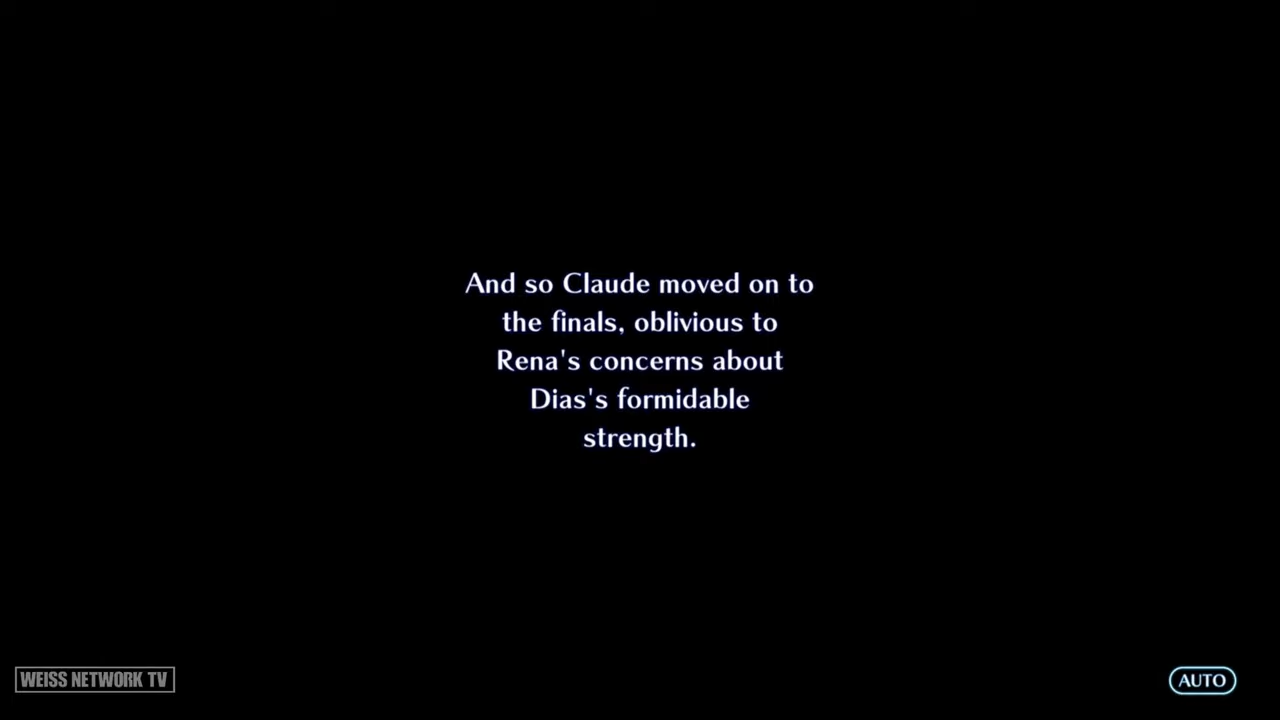 And so Claude moved on to
the finals, oblivious to
Rena's concerns about
Dias's formidable
strength.
WEISS NETWORK TV
AUTO